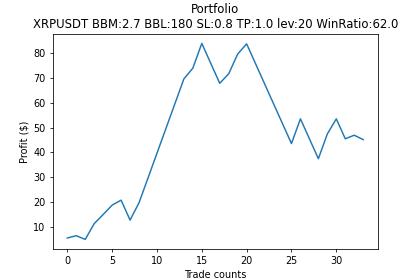 Portfolio
XRPUSDT BBM:2.7 BBL:180 SL:0.8 TP:1.0 lev:20 WinRatio:62.0
80
70
60
50
40
30
20
10
Profit ($)
0 5 10 15 20 25 30
Trade counts